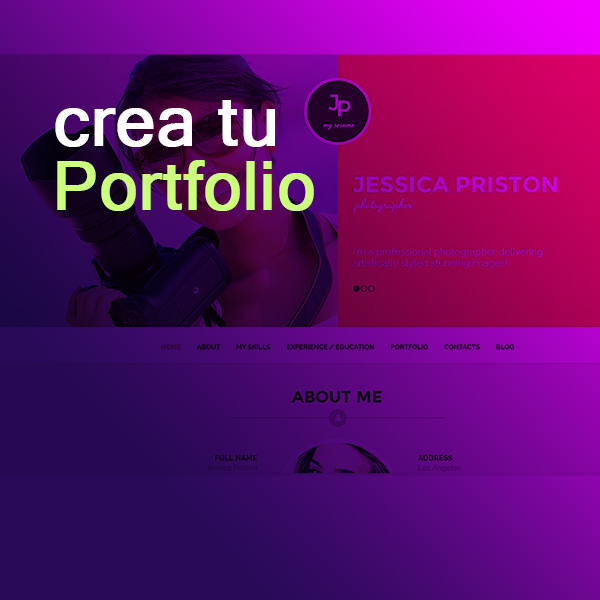 crea tu
Portfolio
JP
my resume
JESSICA PRISTON
photographer
I'm a professional photographer delivering
artistically styled stunning images!
HOME ABOUT MY SKILLS EXPERIENCE / EDUCATION PORTFOLIO CONTACTS BLOG
ABOUT ME
FULL NAME ADDRESS
Jessica Priston Los Angeles